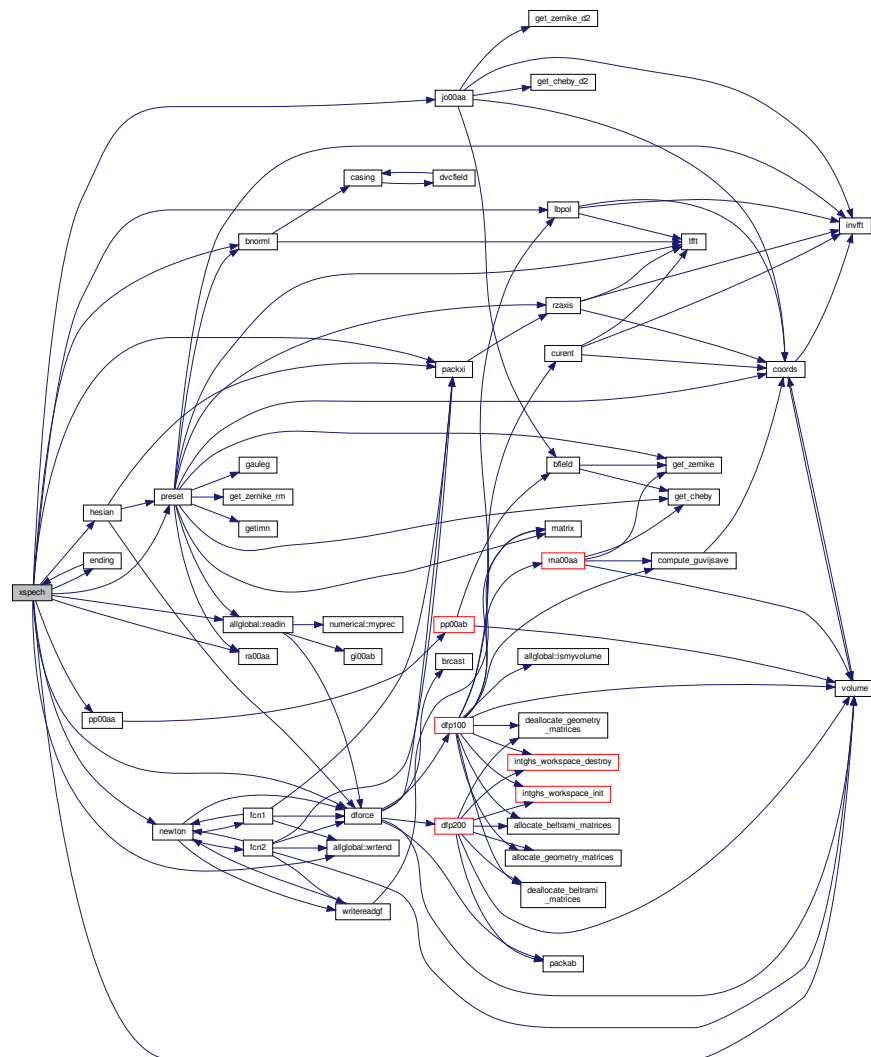 get_zernike_d2
get_cheby_d2
jo00aa
casing
dvcfield
lbpol
invfft
bnorml
tfft
rzaxis
curent
packxi
coords
gauleg
bfield
get_zernike
preset
get_zernike_rm
get_cheby
hesian
getimn
matrix
ending
ma00aa
compute_guvijsave
xspech
allglobal::readin
numerical::myprec
pp00ab
ra00aa
gi00ab
brcast
allglobal::ismyvolume
volume
pp00aa
dfp100
deallocate_geometry
_matrices
intghs_workspace_destroy
intghs_workspace_init
fcn1
dforce
newton
dfp200
allocate_beltrami_matrices
fcn2
allglobal::wrtend
allocate_geometry_matrices
deallocate_beltrami
_matrices
writereadgf
packab